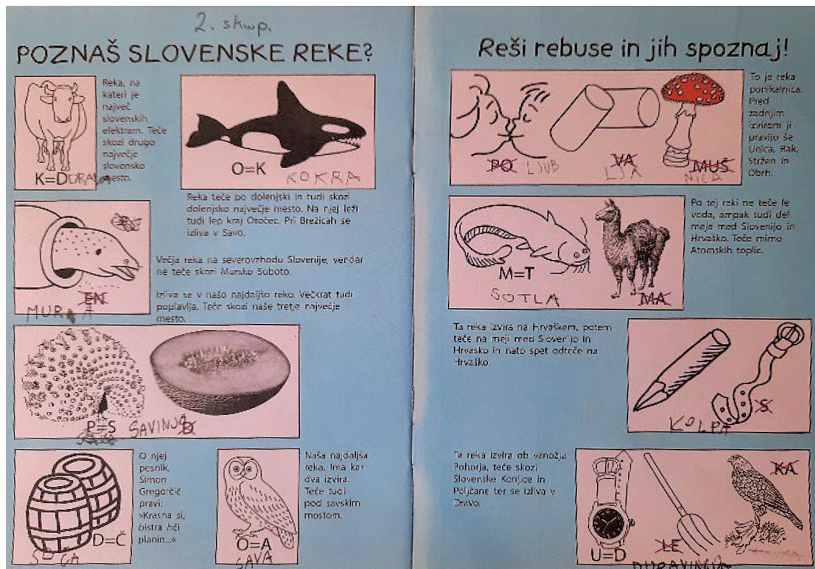 2. skup.
POZNAŠ SLOVENSKE REKE?
Reka, na
kateri je
največ
slovenskih
elektrarn. Teče
skozi drugo
največje
slovensko
mesto.
K=D
O=K
KOKRA
Reka teče po dolenjski in tudi skozi
dolenjsko največje mesto. Na njej leži
tudi lep kraj Otočec. Pri Brežicah se
izliva v Savo.
Večja reka na severovzhodu Slovenije, vendar
ne teče skozi Mursko Soboto.
EN
MURA
Izliva se v našo najdaljšo reko. Večkrat tudi
poplavlja. Teče skozi naše tretje največje
mesto.
P=S
SAVINJA
O njej
pesnik,
Simon
Gregorčič
pravi:
»Krasna si,
bistra hči
planin...«
D=Č
Naša najdaljša
reka. Ima kar
dva izvira.
Teče tudi
pod savskim
mostom.
O=A
SAVA
Reši rebuse in jih spoznaj!
To je reka
ponikalnica.
Pred
zadnjim
izvirom ji
pravijo še
Unica, Rak,
Stržen in
Obrh.
PO VA MUŠ
LJUB LJA NICA
Po tej reki ne teče le
voda, ampak tudi del
meje med Slovenijo in
Hrvaško. Teče mimo
Atomskih toplic.
M=T
MA
SOTLA
Ta reka izvira na Hrvaškem, potem
teče na meji med Slovenijo in
Hrvaško in nato spet odteče na
Hrvaško.
S
KOLPA
Ta reka izvira ob vznožju
Pohorja, teče skozi
Slovenske Konjice in
Poljčane ter se izliva v
Dravo.
KA
U=D
LE